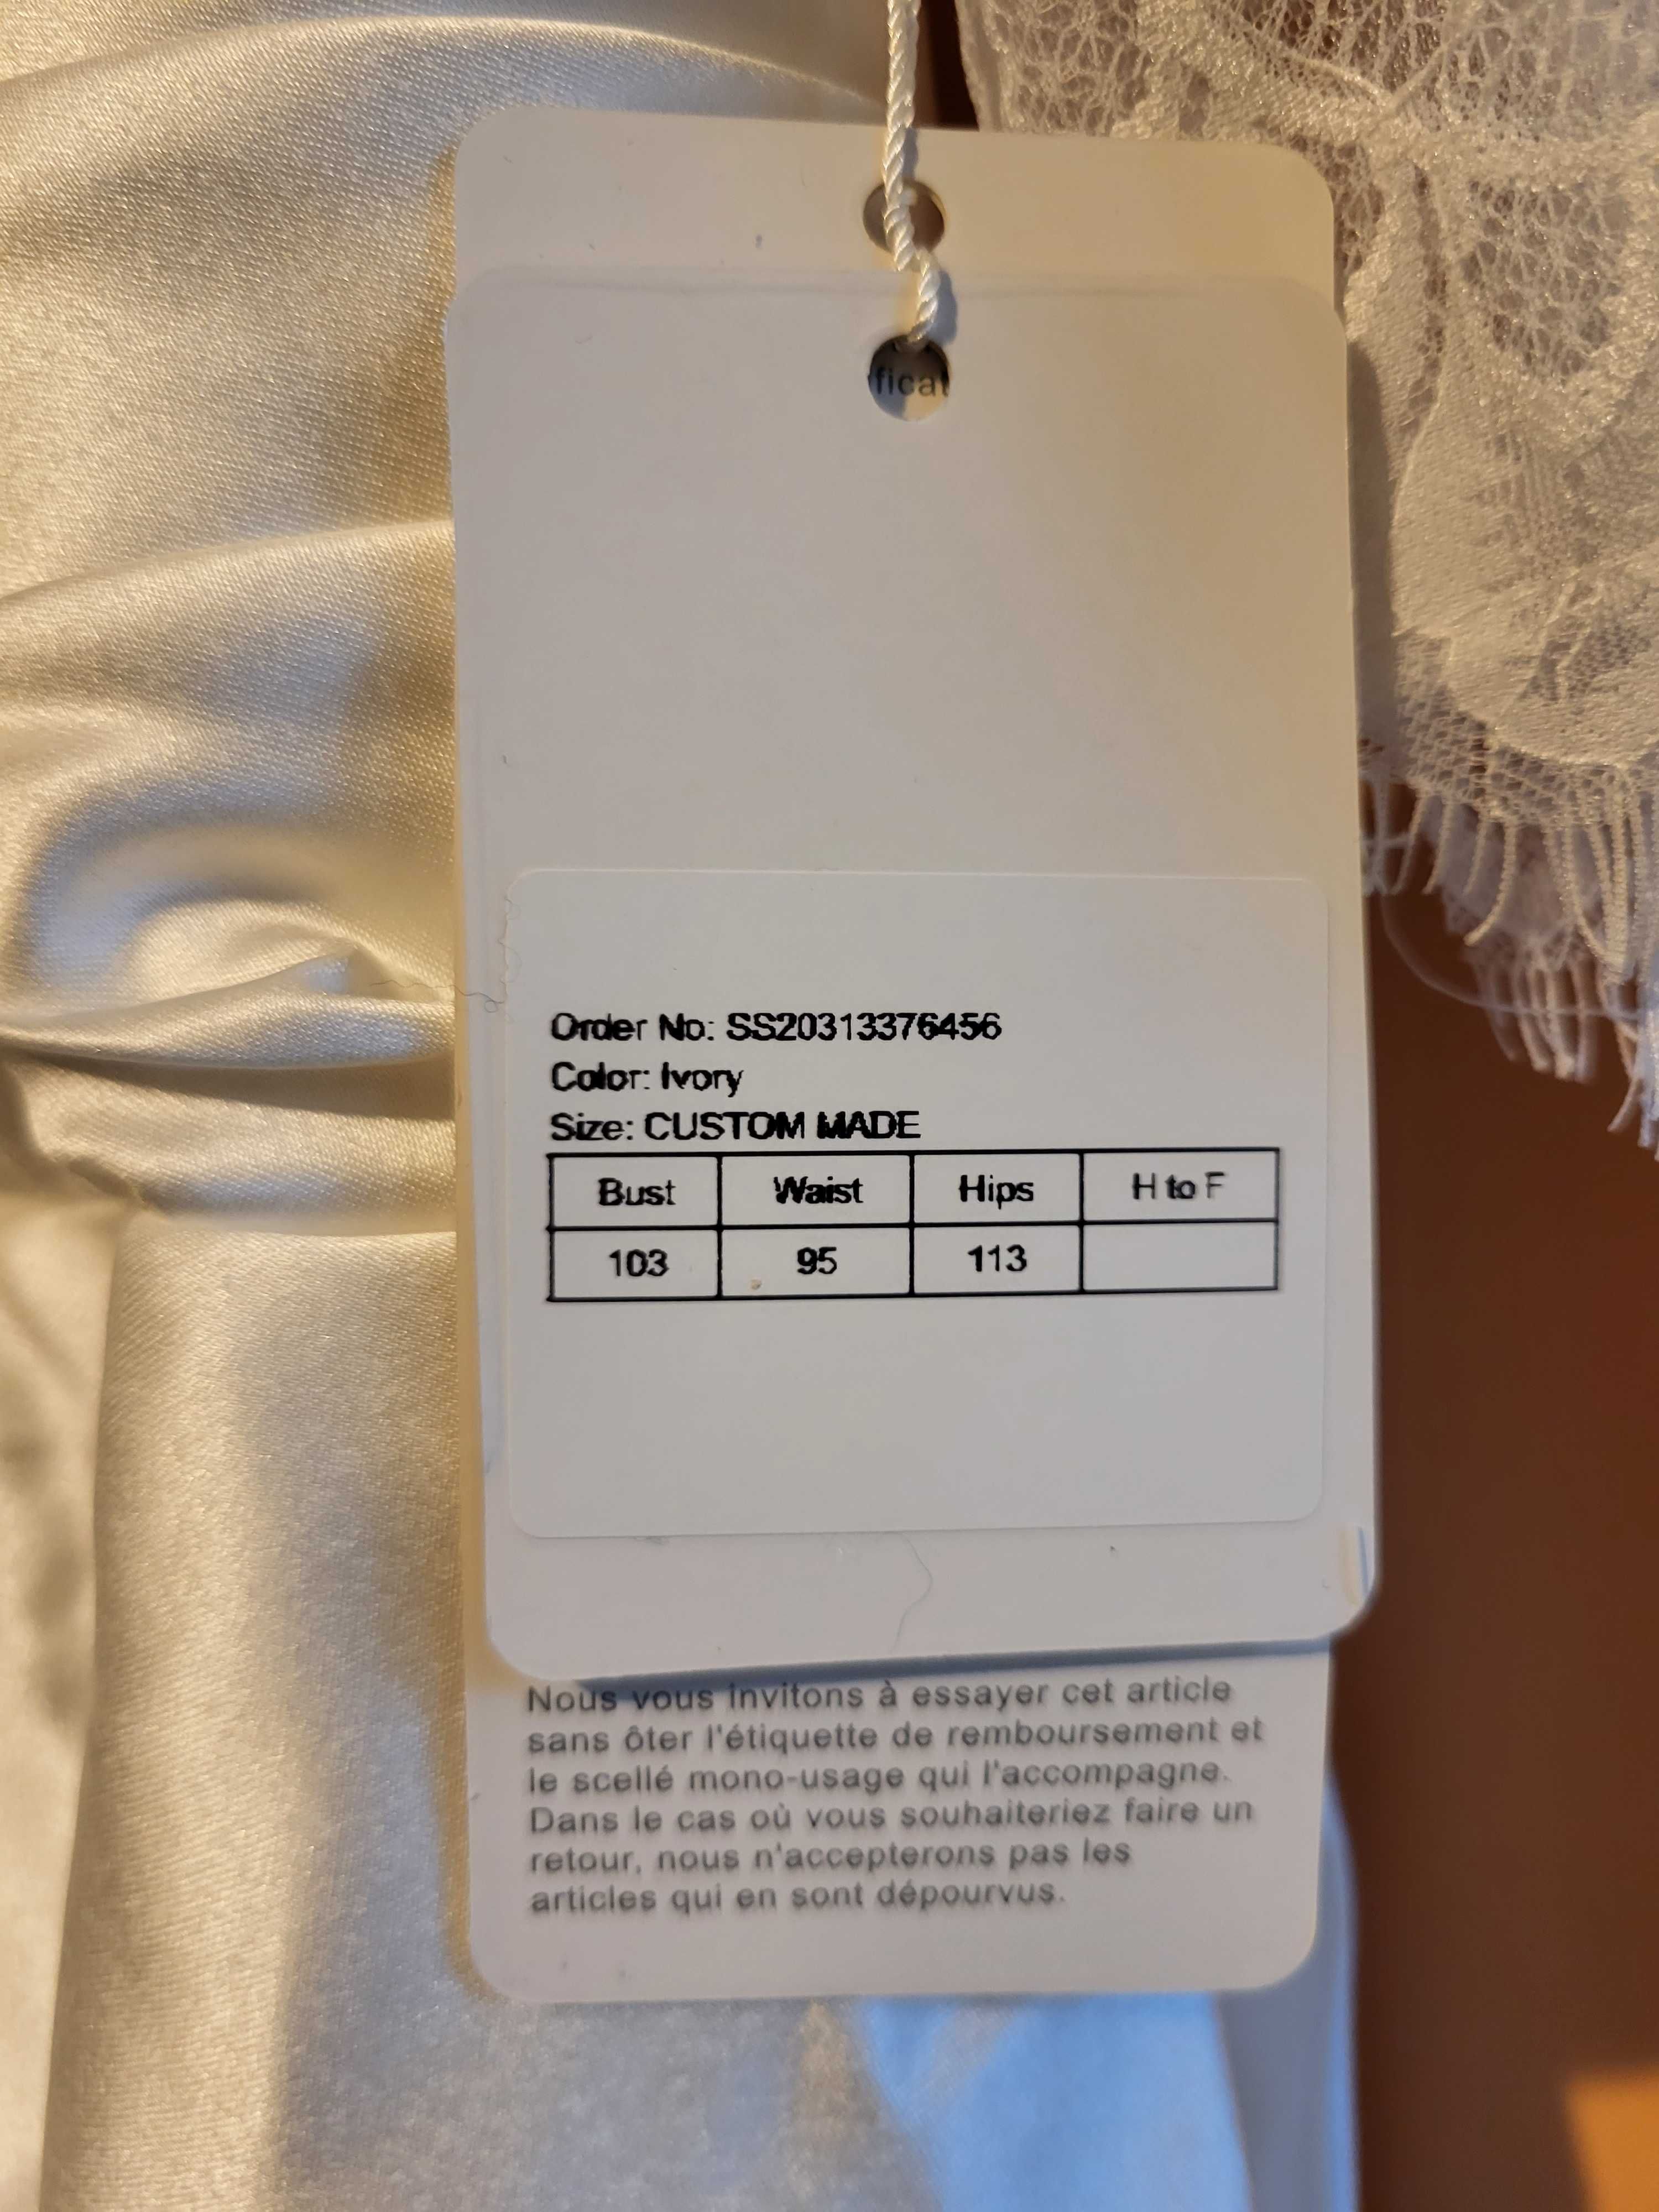 ficat
Order No: SS20313376456
Color: Ivory
Size: CUSTOM MADE
Bust Waist Hips H to F
103 95 113
Nous vous invitons à essayer cet article
sans ôter l'étiquette de remboursement et
le scellé mono-usage qui l'accompagne.
Dans le cas où vous souhaiteriez faire un
retour, nous n'accepterons pas les
articles qui en sont dépourvus.